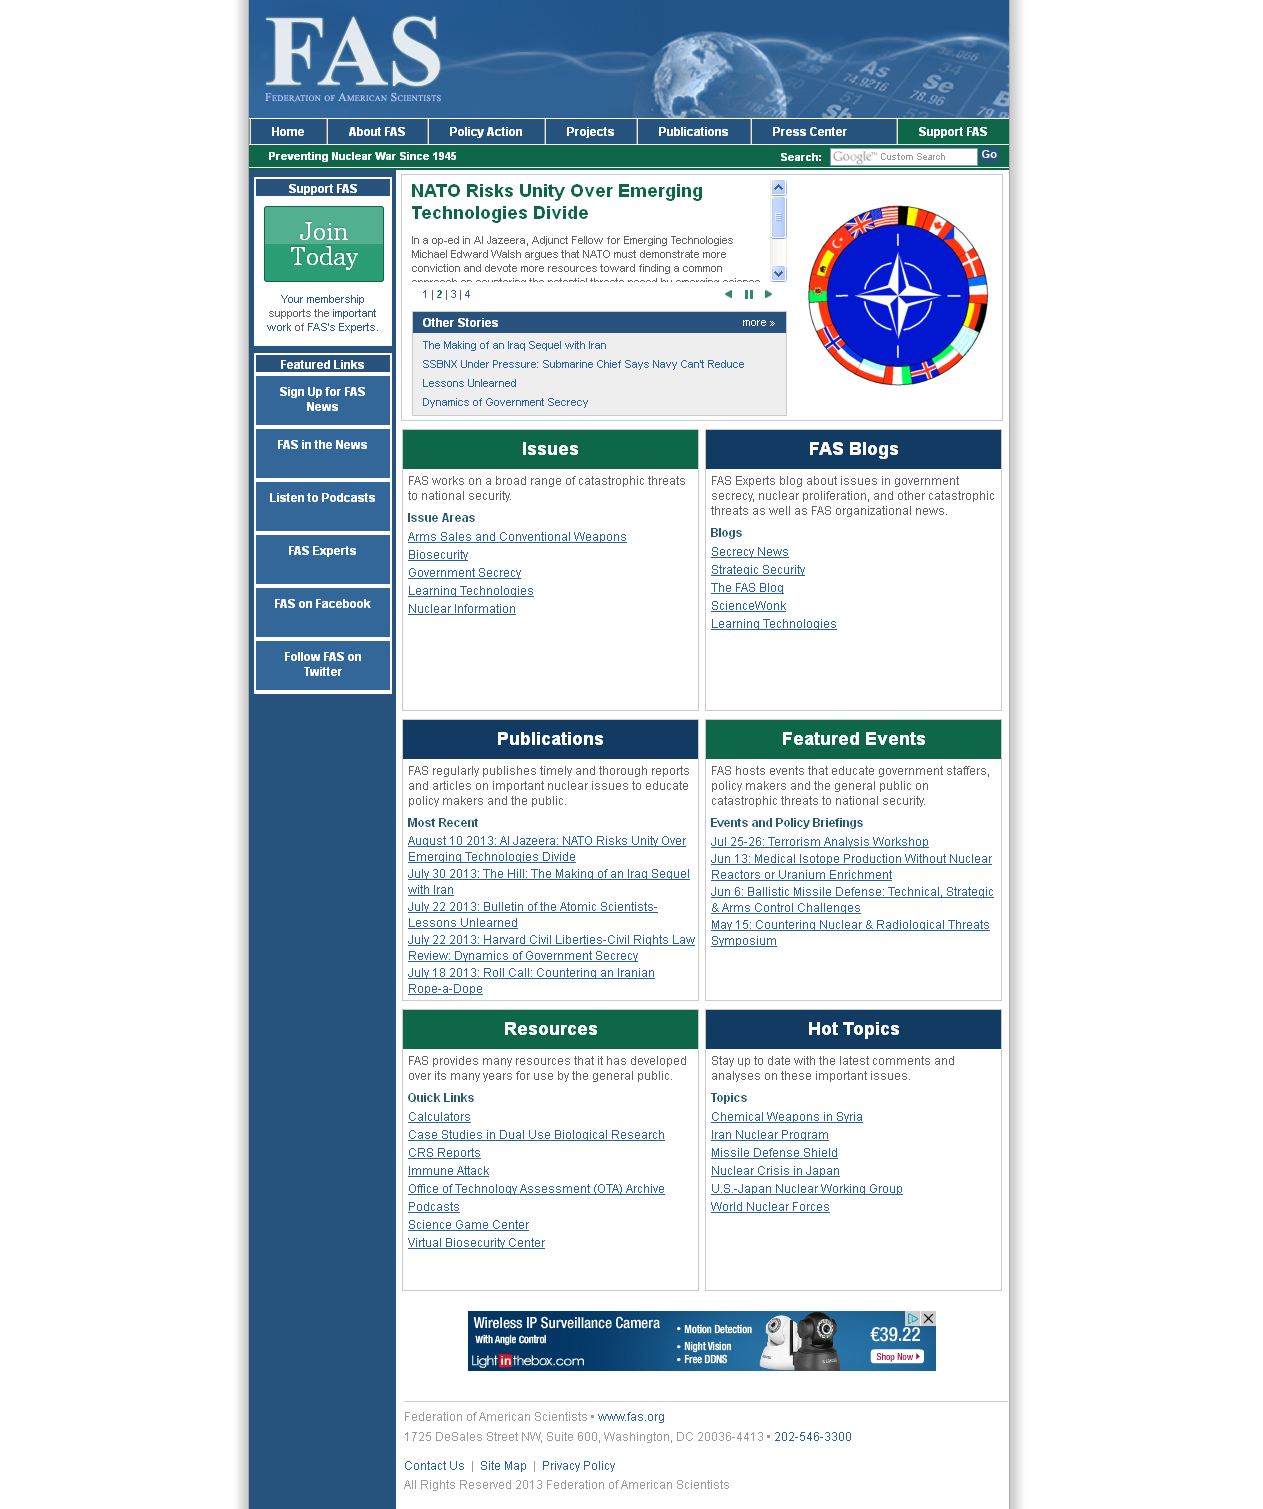 FAS
FEDERATION OF AMERICAN SCIENTISTS
As
74.9216
Se
34
78.96
Sb
Home
About FAS
Policy Action
Projects
Publications
Press Center
Support FAS
Preventing Nuclear War Since 1945
Search:
Google™ Custom Search
Go
Support FAS
Join
Today
Your membership
supports the important
work of FAS's Experts.
Featured Links
Sign Up for FAS
News
FAS in the News
Listen to Podcasts
FAS Experts
FAS on Facebook
Follow FAS on
Twitter
NATO Risks Unity Over Emerging
Technologies Divide
In a op-ed in Al Jazeera, Adjunct Fellow for Emerging Technologies
Michael Edward Walsh argues that NATO must demonstrate more
conviction and devote more resources toward finding a common
approach on countering the potential threats posed by emerging science
1 | 2 | 3 | 4
Other Stories
more »
The Making of an Iraq Sequel with Iran
SSBNX Under Pressure: Submarine Chief Says Navy Can't Reduce
Lessons Unlearned
Dynamics of Government Secrecy
Issues
FAS works on a broad range of catastrophic threats
to national security.
Issue Areas
Arms Sales and Conventional Weapons
Biosecurity
Government Secrecy
Learning Technologies
Nuclear Information
FAS Blogs
FAS Experts blog about issues in government
secrecy, nuclear proliferation, and other catastrophic
threats as well as FAS organizational news.
Blogs
Secrecy News
Strategic Security
The FAS Blog
ScienceWonk
Learning Technologies
Publications
FAS regularly publishes timely and thorough reports
and articles on important nuclear issues to educate
policy makers and the public.
Most Recent
August 10 2013: Al Jazeera: NATO Risks Unity Over
Emerging Technologies Divide
July 30 2013: The Hill: The Making of an Iraq Sequel
with Iran
July 22 2013: Bulletin of the Atomic Scientists-
Lessons Unlearned
July 22 2013: Harvard Civil Liberties-Civil Rights Law
Review: Dynamics of Government Secrecy
July 18 2013: Roll Call: Countering an Iranian
Rope-a-Dope
Featured Events
FAS hosts events that educate government staffers,
policy makers and the general public on
catastrophic threats to national security.
Events and Policy Briefings
Jul 25-26: Terrorism Analysis Workshop
Jun 13: Medical Isotope Production Without Nuclear
Reactors or Uranium Enrichment
Jun 6: Ballistic Missile Defense: Technical, Strategic
& Arms Control Challenges
May 15: Countering Nuclear & Radiological Threats
Symposium
Resources
FAS provides many resources that it has developed
over its many years for use by the general public.
Quick Links
Calculators
Case Studies in Dual Use Biological Research
CRS Reports
Immune Attack
Office of Technology Assessment (OTA) Archive
Podcasts
Science Game Center
Virtual Biosecurity Center
Hot Topics
Stay up to date with the latest comments and
analyses on these important issues.
Topics
Chemical Weapons in Syria
Iran Nuclear Program
Missile Defense Shield
Nuclear Crisis in Japan
U.S.-Japan Nuclear Working Group
World Nuclear Forces
Wireless IP Surveillance Camera
With Angle Control
Light in the box.com
• Motion Detection
• Night Vision
• Free DDNS
€39.22
Shop Now
Federation of American Scientists • www.fas.org
1725 DeSales Street NW, Suite 600, Washington, DC 20036-4413 • 202-546-3300
Contact Us | Site Map | Privacy Policy
All Rights Reserved 2013 Federation of American Scientists